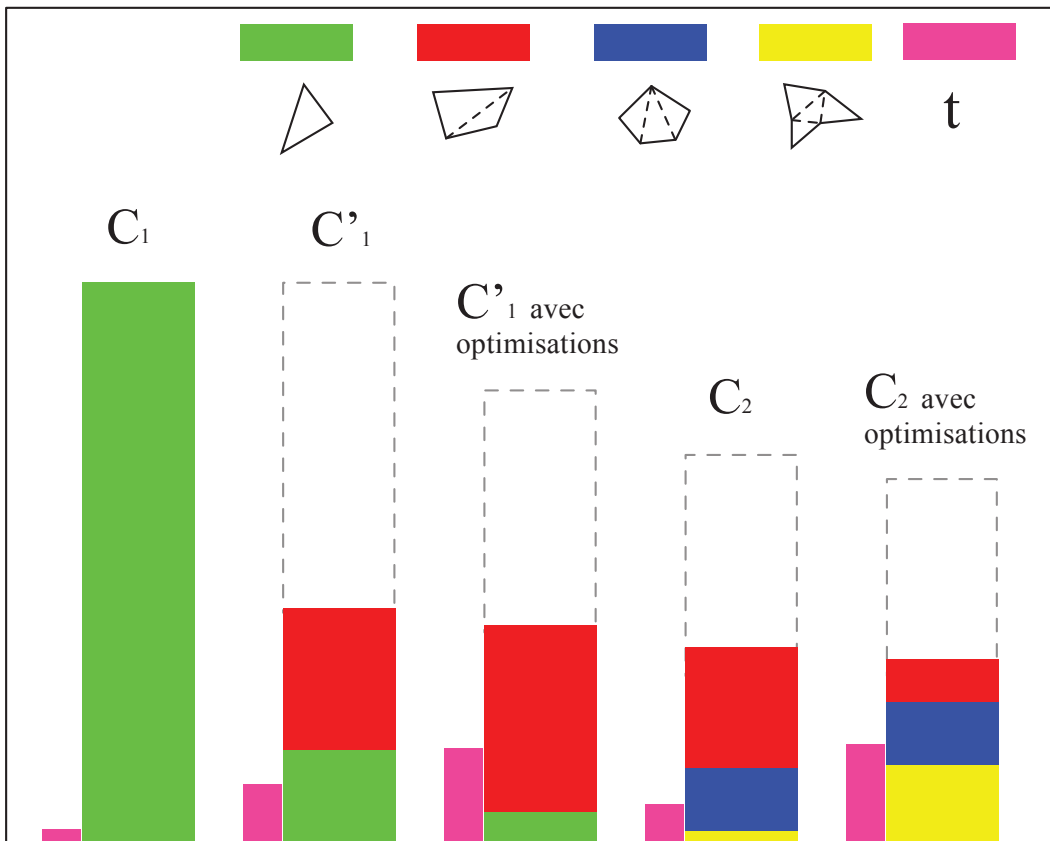 t
C1
C’1
C’1 avec
optimisations
C2
C2 avec
optimisations